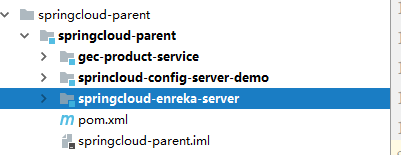 springcloud-parent
springcloud-parent
gec-product-service
sprincloud-config-server-demo
springcloud-enreka-server
pom.xml
springcloud-parent.iml